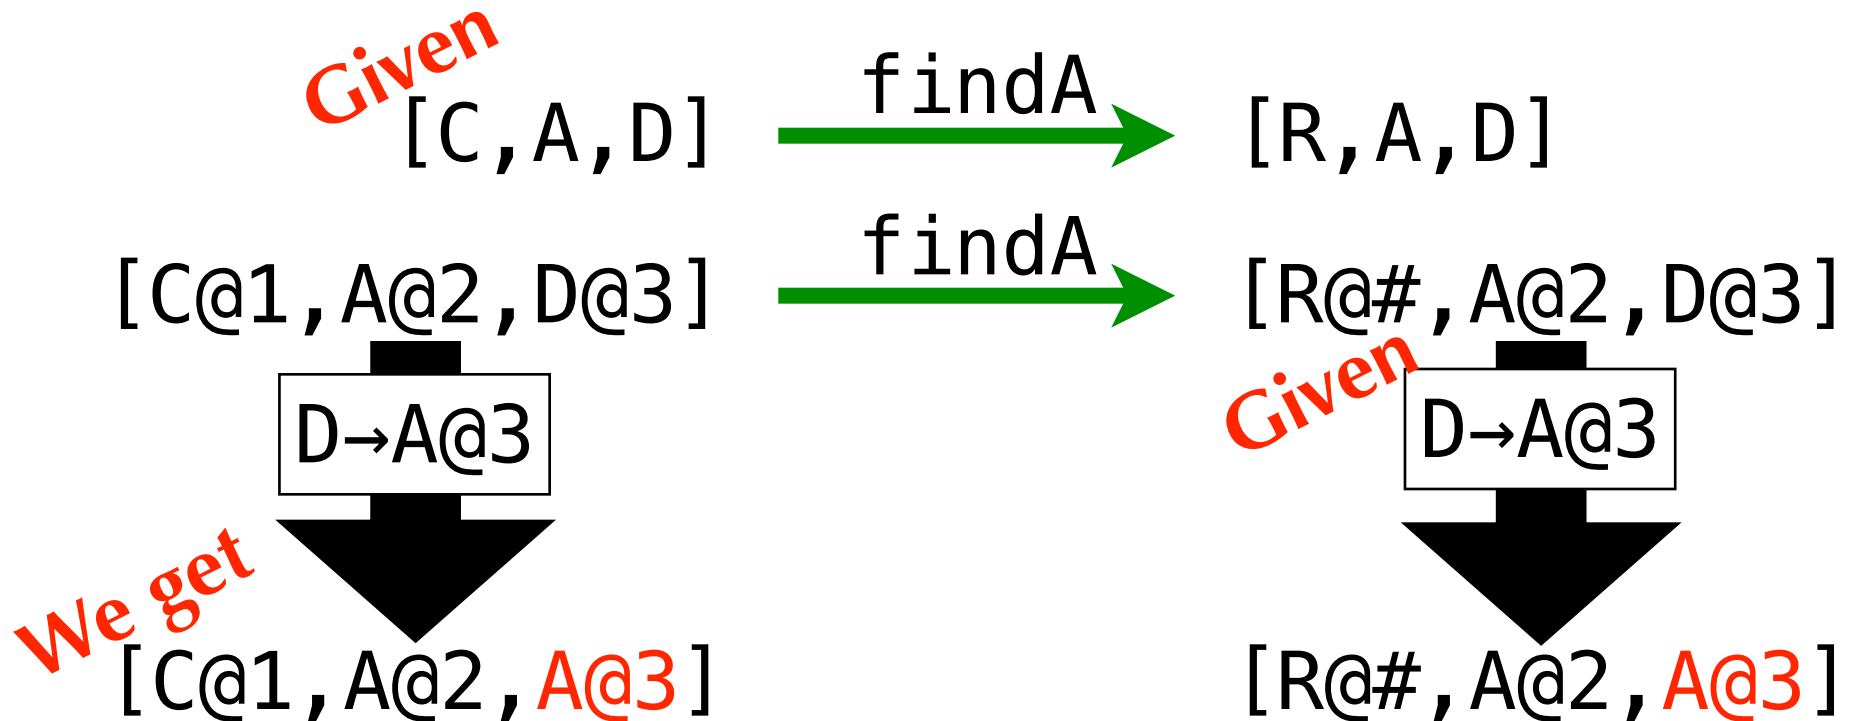 Given
[C,A,D] findA [R,A,D]
[C@1,A@2,D@3] findA [R@#,A@2,D@3]
Given
D→A@3 D→A@3
We get
[C@1,A@2,A@3] [R@#,A@2,A@3]